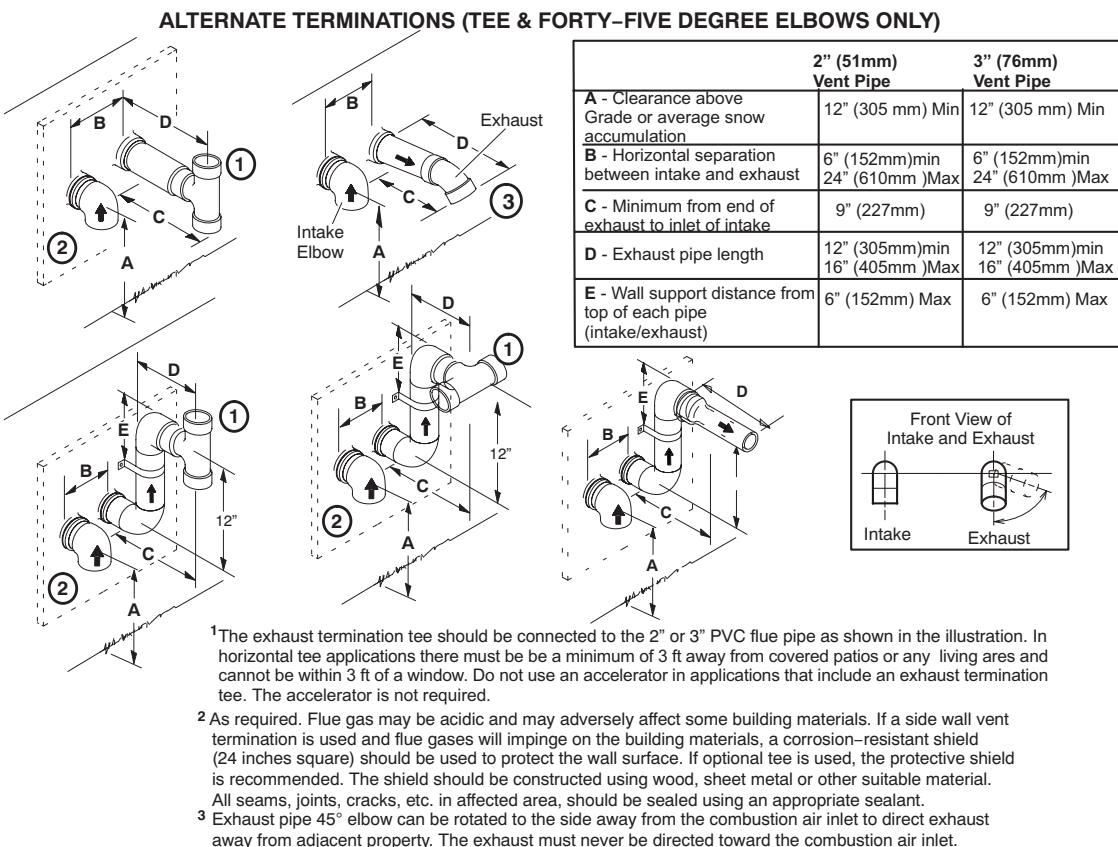 ALTERNATE TERMINATIONS (TEE & FORTY–FIVE DEGREE ELBOWS ONLY)
B
D
1
C
2
A
B
D
Exhaust
C
3
Intake
Elbow
A
2” (51mm)
Vent Pipe
3” (76mm)
Vent Pipe
A - Clearance above
Grade or average snow
accumulation
12” (305 mm) Min
12” (305 mm) Min
B - Horizontal separation
between intake and exhaust
6” (152mm)min
24” (610mm )Max
6” (152mm)min
24” (610mm )Max
C - Minimum from end of
exhaust to inlet of intake
9” (227mm)
9” (227mm)
D - Exhaust pipe length
12” (305mm)min
16” (405mm )Max
12” (305mm)min
16” (405mm )Max
E - Wall support distance from
top of each pipe
(intake/exhaust)
6” (152mm) Max
6” (152mm) Max
D
1
E
B
12”
C
2
A
D
1
E
B
12”
C
2
A
E
D
B
C
A
Front View of
Intake and Exhaust
Intake
Exhaust
1The exhaust termination tee should be connected to the 2” or 3” PVC flue pipe as shown in the illustration. In
horizontal tee applications there must be be a minimum of 3 ft away from covered patios or any living ares and
cannot be within 3 ft of a window. Do not use an accelerator in applications that include an exhaust termination
tee. The accelerator is not required.
2 As required. Flue gas may be acidic and may adversely affect some building materials. If a side wall vent
termination is used and flue gases will impinge on the building materials, a corrosion–resistant shield
(24 inches square) should be used to protect the wall surface. If optional tee is used, the protective shield
is recommended. The shield should be constructed using wood, sheet metal or other suitable material.
All seams, joints, cracks, etc. in affected area, should be sealed using an appropriate sealant.
3 Exhaust pipe 45° elbow can be rotated to the side away from the combustion air inlet to direct exhaust
away from adjacent property. The exhaust must never be directed toward the combustion air inlet.